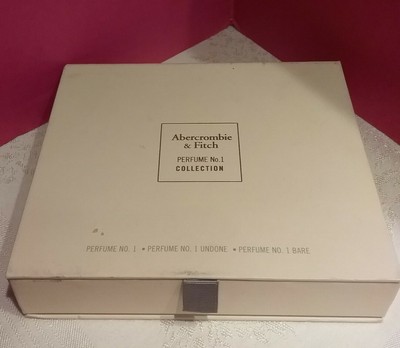 Abercrombie
& Fitch
PERFUME No.1
COLLECTION
PERFUME NO. 1 • PERFUME NO. 1 UNDONE • PERFUME NO. 1 BARE